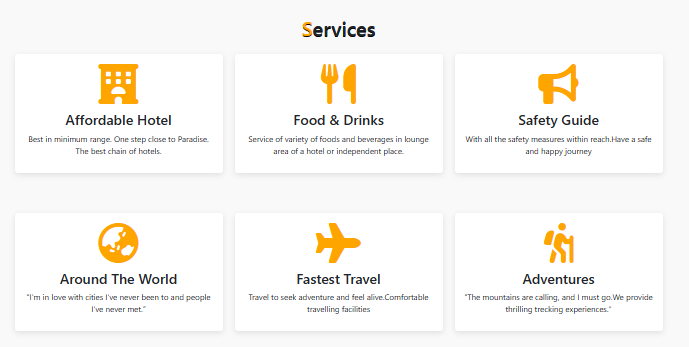 Services
Affordable Hotel
Best in minimum range. One step close to Paradise.
The best chain of hotels.
Food & Drinks
Service of variety of foods and beverages in lounge
area of a hotel or independent place.
Safety Guide
With all the safety measures within reach.Have a safe
and happy journey
Around The World
"I'm in love with cities I've never been to and people
I've never met."
Fastest Travel
Travel to seek adventure and feel alive.Comfortable
travelling facilities
Adventures
"The mountains are calling, and I must go.We provide
thrilling trecking experiences."